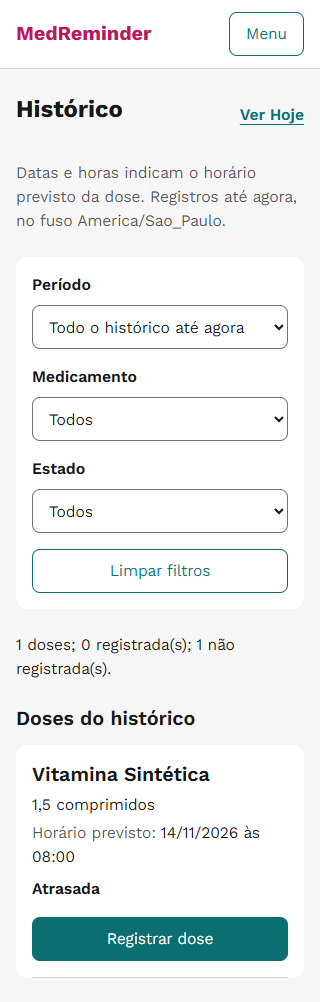 MedReminder
Menu
Histórico
Ver Hoje
Datas e horas indicam o horário
previsto da dose. Registros até agora,
no fuso America/Sao_Paulo.
Período
Todo o histórico até agora
Medicamento
Todos
Estado
Todos
Limpar filtros
1 doses; 0 registrada(s); 1 não
registrada(s).
Doses do histórico
Vitamina Sintética
1,5 comprimidos
Horário previsto: 14/11/2026 às
08:00
Atrasada
Registrar dose